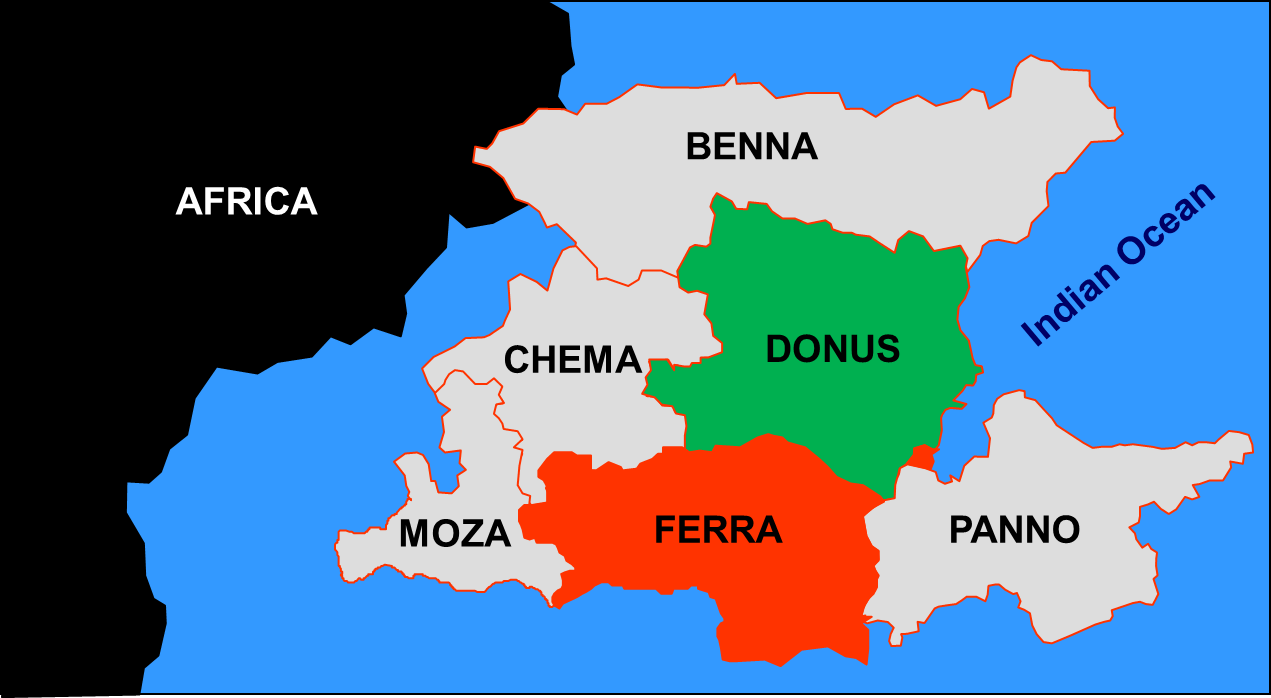 BENNA
AFRICA
Indian Ocean
CHEMA
DONUS
MOZA
FERRA
PANNO